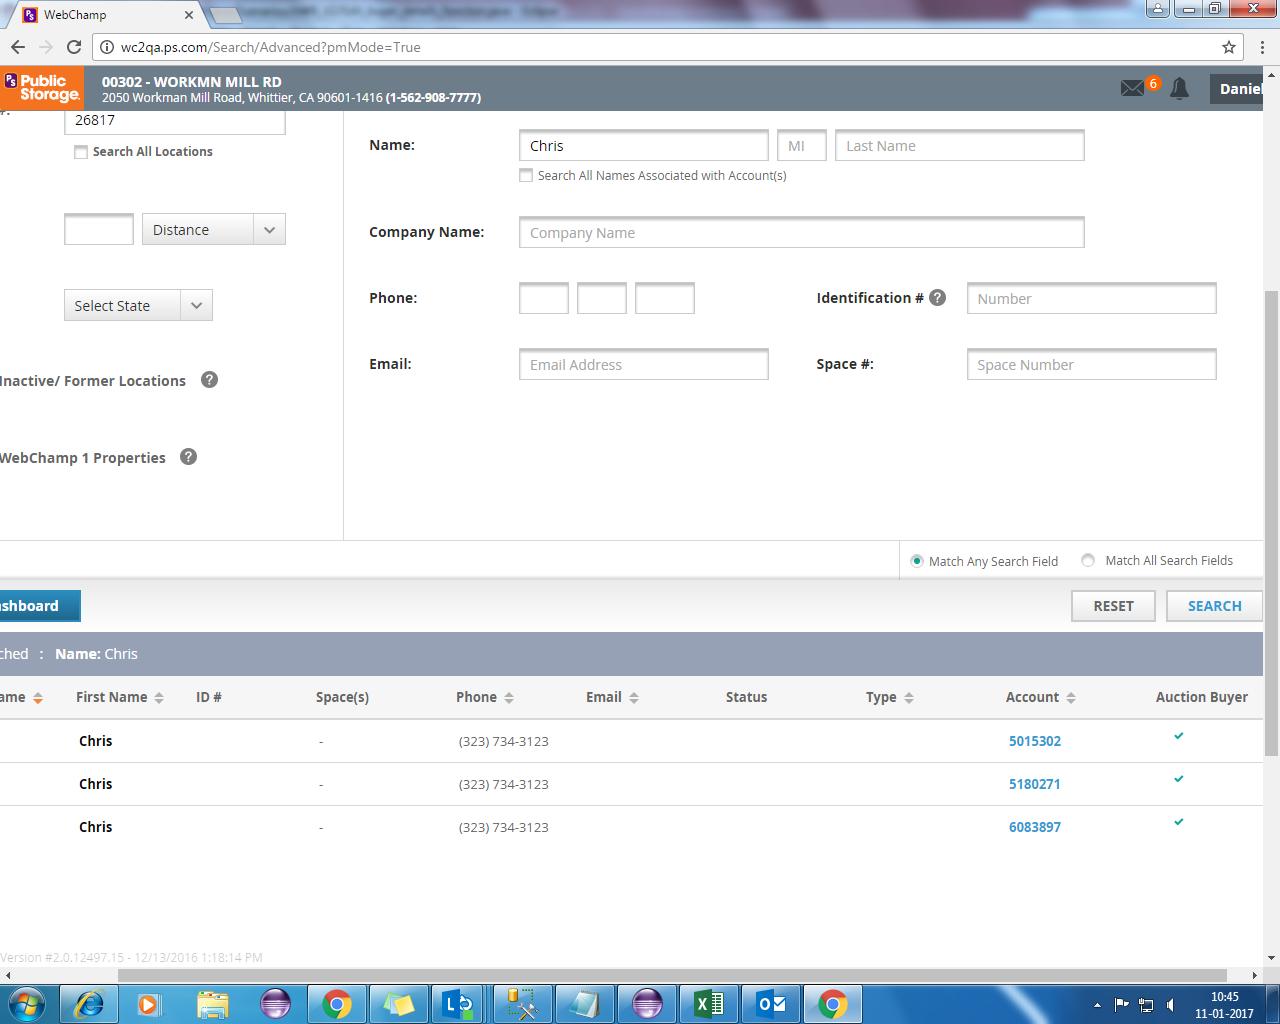 WebChamp
wc2qa.ps.com/Search/Advanced?pmMode=True
PS Public Storage.
00302 - WORKMN MILL RD
2050 Workman Mill Road, Whittier, CA 90601-1416 (1-562-908-7777)
6
Daniel
26817
Search All Locations
Distance
Select State
Inactive/ Former Locations ?
WebChamp 1 Properties ?
Name: Chris MI Last Name
Search All Names Associated with Account(s)
Company Name: Company Name
Phone: Identification # ? Number
Email: Email Address Space #: Space Number
Match Any Search Field Match All Search Fields
shboard RESET SEARCH
ched : Name: Chris
ame First Name ID # Space(s) Phone Email Status Type Account Auction Buyer
Chris - (323) 734-3123 5015302
Chris - (323) 734-3123 5180271
Chris - (323) 734-3123 6083897
Version #2.0.12497.15 - 12/13/2016 1:18:14 PM
10:45
11-01-2017